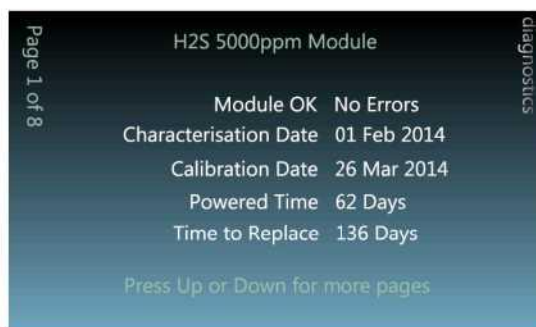 H2S 5000ppm Module
Page 1 of 8
diagnostics
Module OK No Errors
Characterisation Date 01 Feb 2014
Calibration Date 26 Mar 2014
Powered Time 62 Days
Time to Replace 136 Days
Press Up or Down for more pages